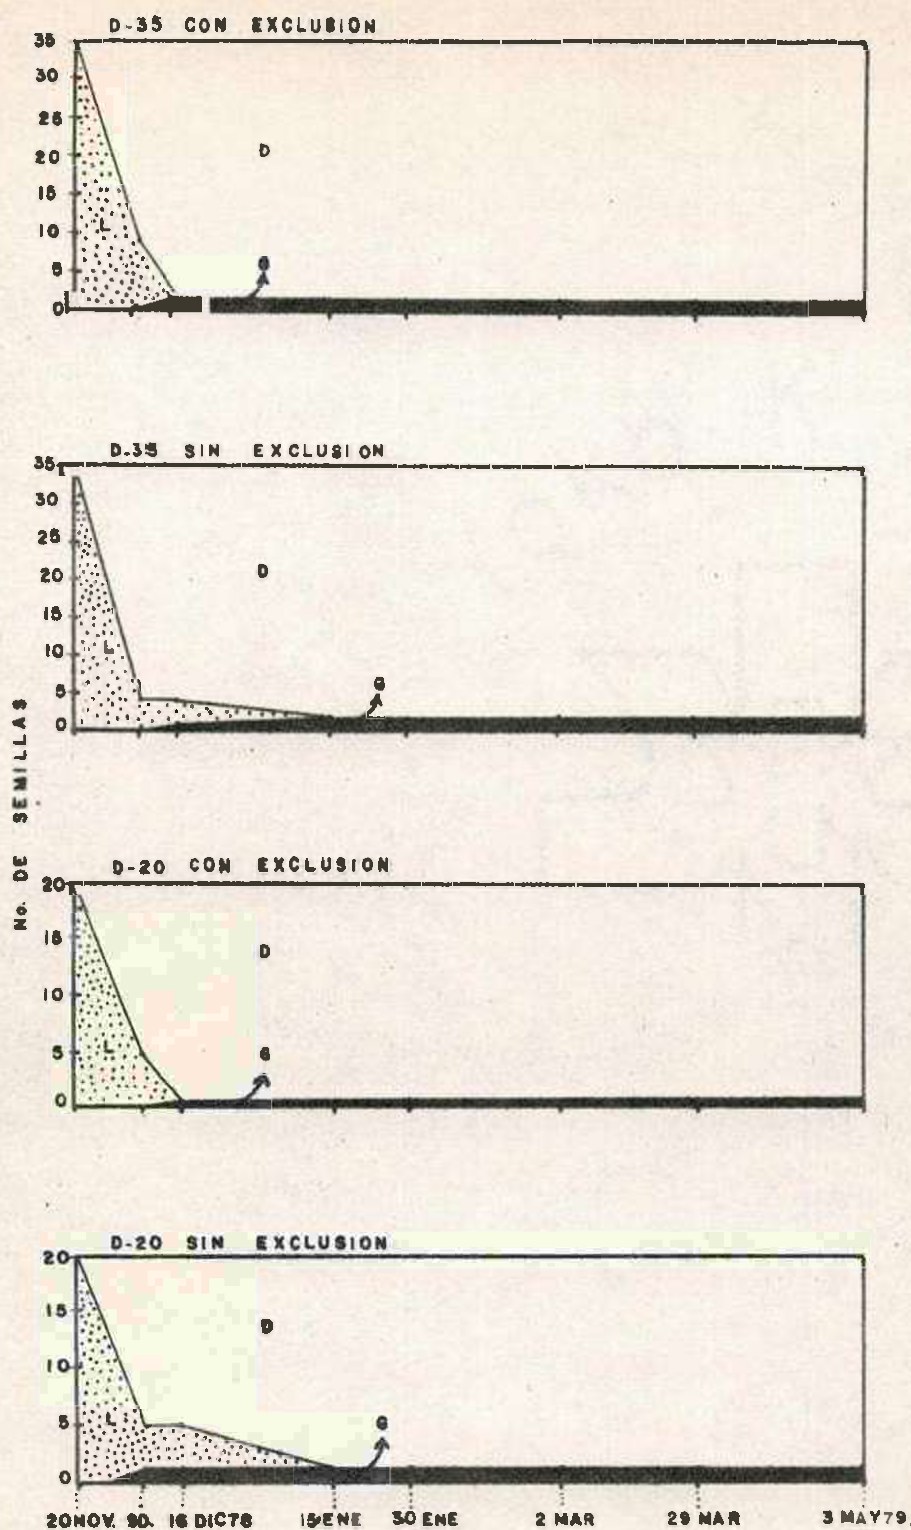 D-35 CON EXCLUSION
35
30
25
20
15
10
5
0
D
L
G
D-35 SIN EXCLUSION
35
30
25
20
15
10
5
0
D
L
G
No. DE SEMILLAS
D-20 CON EXCLUSION
20
15
10
5
0
D
L
G
D-20 SIN EXCLUSION
20
15
10
5
0
D
L
G
20NOV. 9D. 16 DIC78 15 ENE 30 ENE 2 MAR 29 MAR 3 MAY79